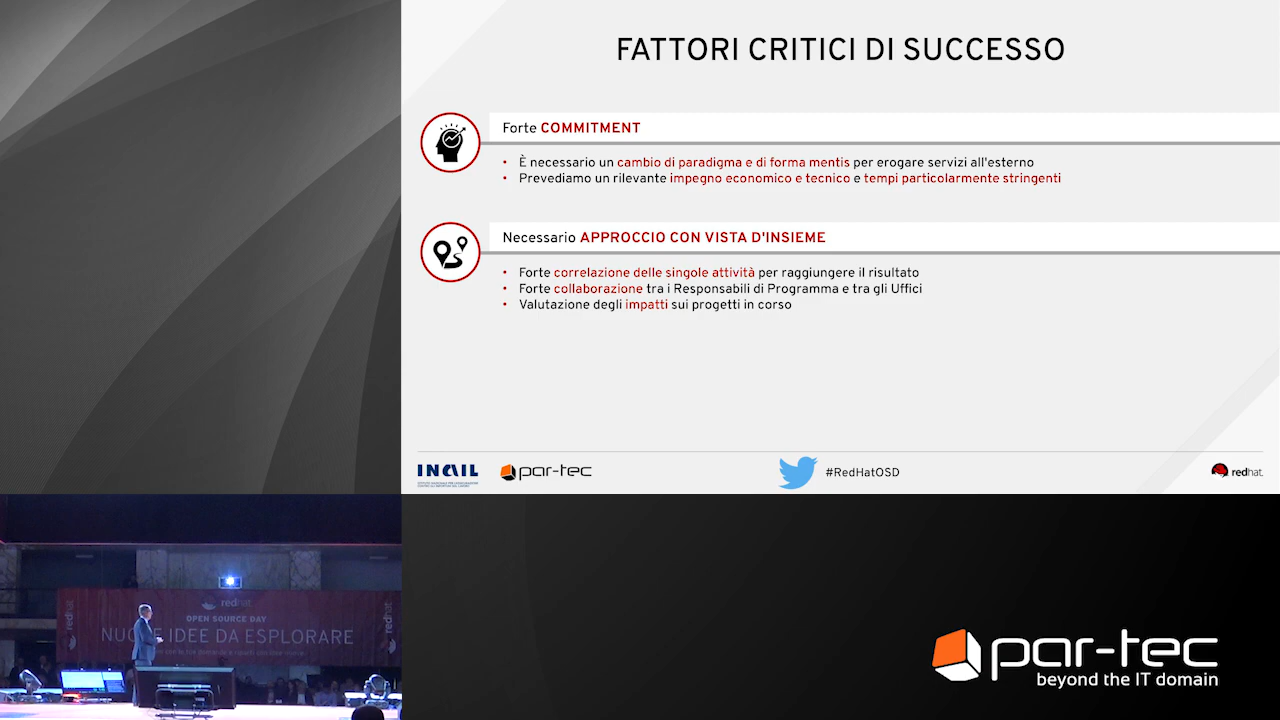 FATTORI CRITICI DI SUCCESSO
Forte COMMITMENT
• È necessario un cambio di paradigma e di forma mentis per erogare servizi all'esterno
• Prevediamo un rilevante impegno economico e tecnico e tempi particolarmente stringenti
Necessario APPROCCIO CON VISTA D'INSIEME
• Forte correlazione delle singole attività per raggiungere il risultato
• Forte collaborazione tra i Responsabili di Programma e tra gli Uffici
• Valutazione degli impatti sui progetti in corso
INAIL
par-tec
#RedHatOSD
redhat.
redhat
redhat
redhat
OPEN SOURCE DAY
IDEE DA ESPLORARE
par-tec
beyond the IT domain